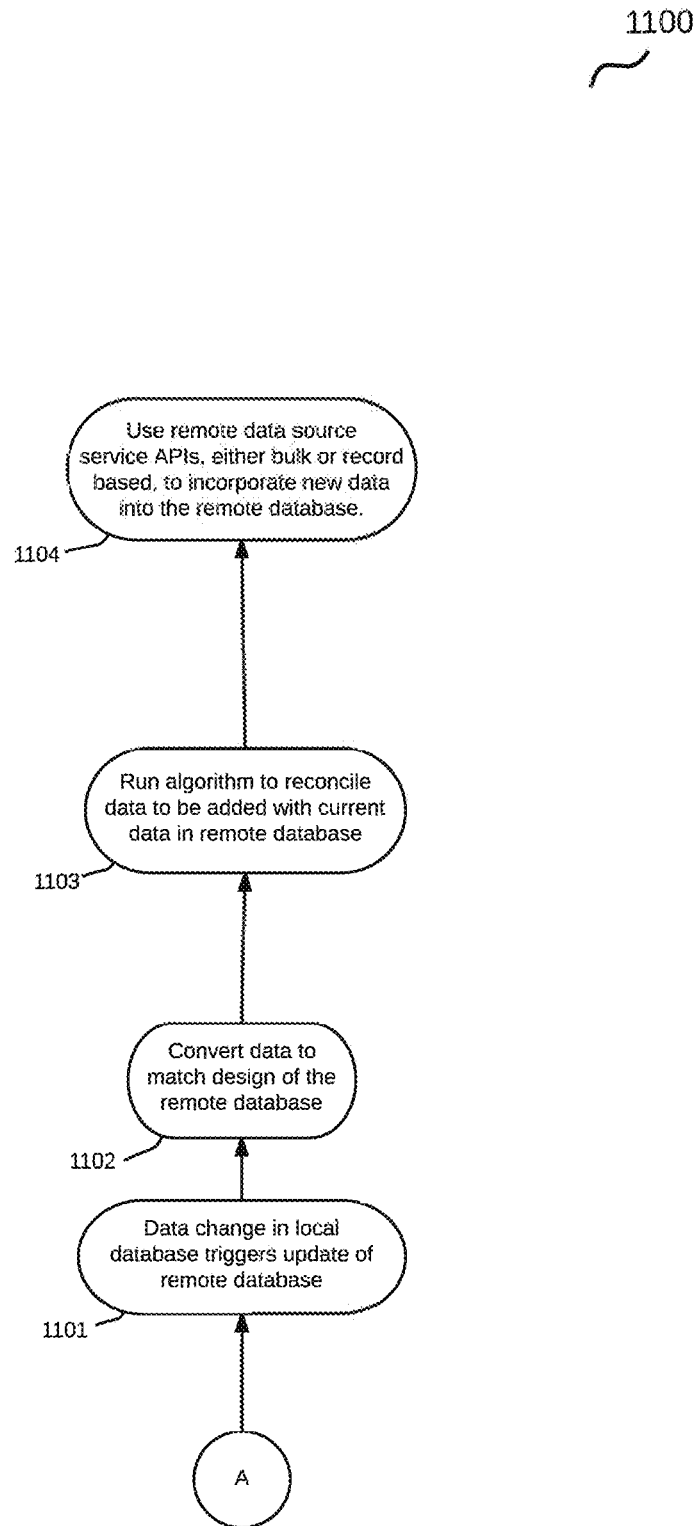 1100
Use remote data source
service APIs, either bulk or record
based, to incorporate new data
into the remote database.
1104
Run algorithm to reconcile
data to be added with current
data in remote database
1103
Convert data to
match design of the
remote database
1102
Data change in local
database triggers update of
remote database
1101
A